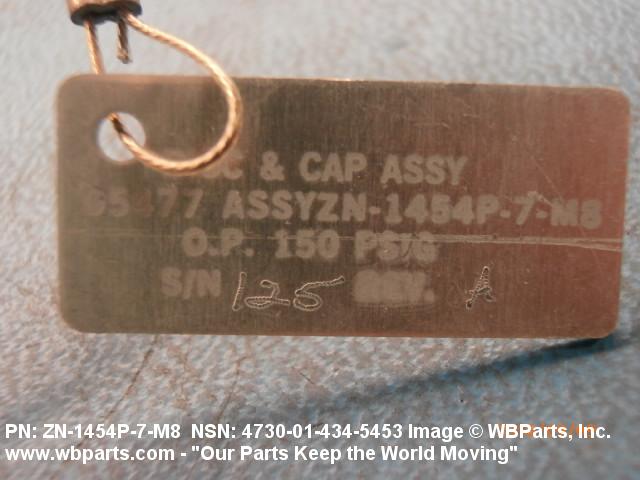 & CAP ASSY
55477 ASSYZN-1454P-7-M8
O.P. 150 PSIG
S/N 125 REV. A
PN: ZN-1454P-7-M8 NSN: 4730-01-434-5453 Image © WBParts, Inc.
www.wbparts.com - "Our Parts Keep the World Moving"